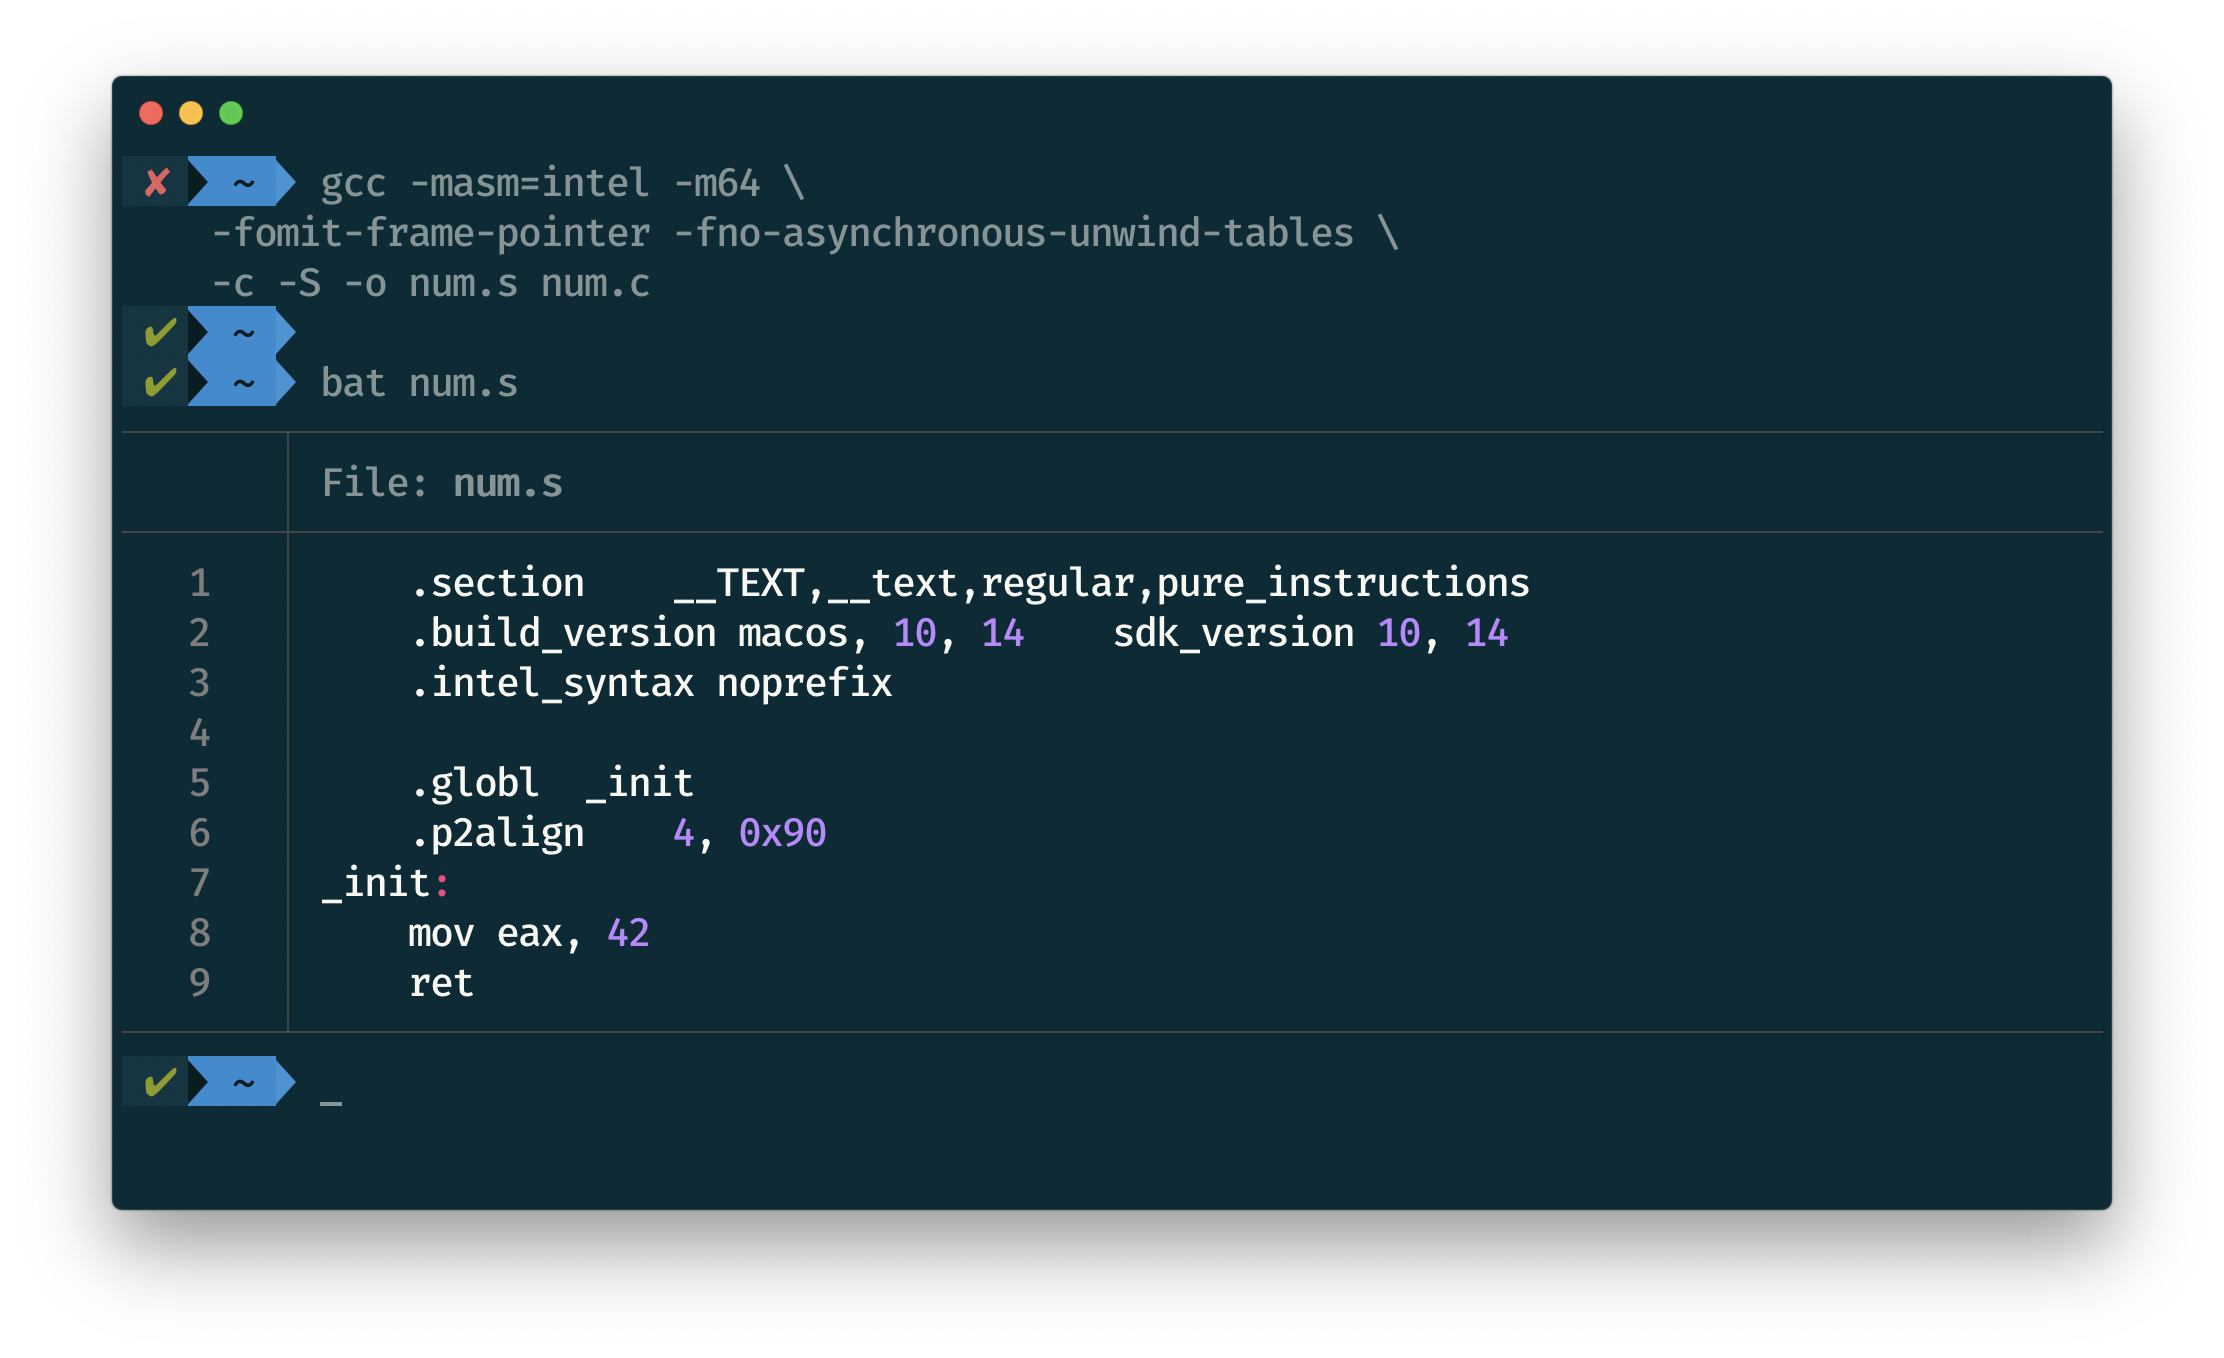 ✘ ~ gcc -masm=intel -m64 \
-fomit-frame-pointer -fno-asynchronous-unwind-tables \
-c -S -o num.s num.c
✔ ~
✔ ~ bat num.s
File: num.s
1 .section __TEXT,__text,regular,pure_instructions
2 .build_version macos, 10, 14 sdk_version 10, 14
3 .intel_syntax noprefix
4
5 .globl _init
6 .p2align 4, 0x90
7 _init:
8 mov eax, 42
9 ret
✔ ~ _